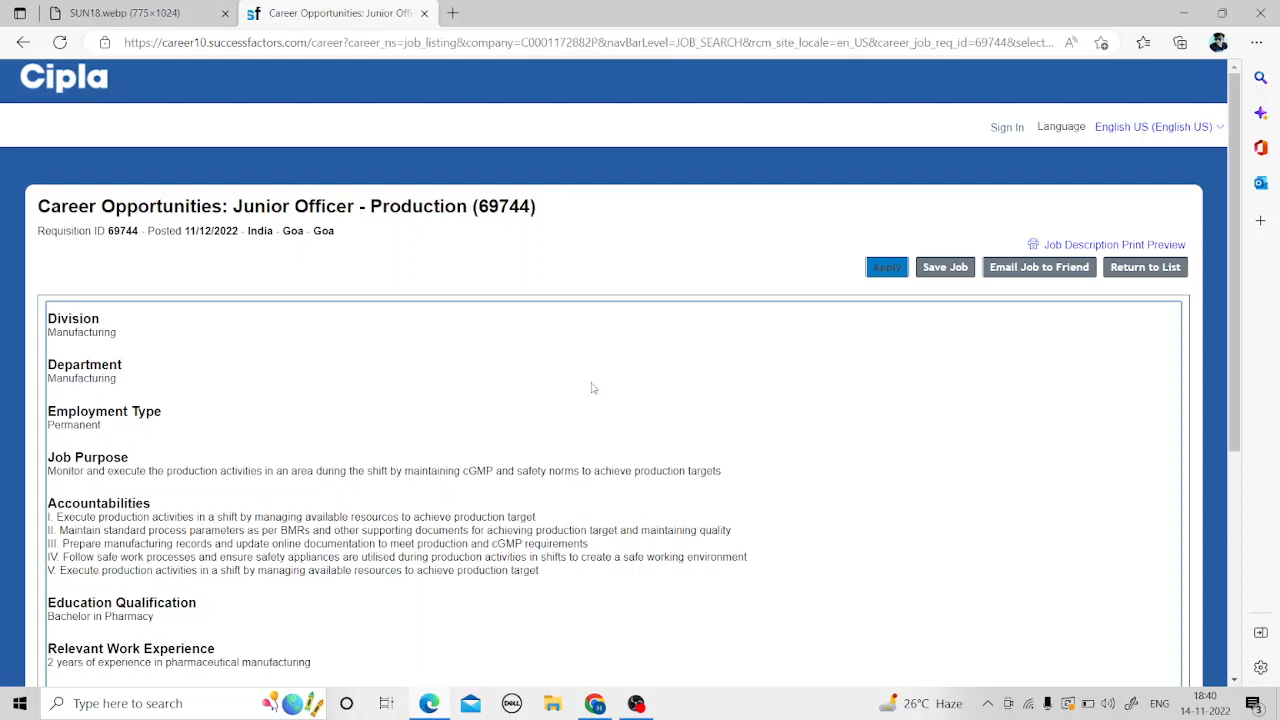 SUN18.webp (775×1024)
Career Opportunities: Junior Offi
https://career10.successfactors.com/career?career_ns=job_listing&company=C0001172882P&navBarLevel=JOB_SEARCH&rcm_site_locale=en_US&career_job_req_id=69744&select...
Cipla
Sign In Language English US (English US)
Career Opportunities: Junior Officer - Production (69744)
Requisition ID 69744 - Posted 11/12/2022 - India - Goa - Goa
Job Description Print Preview
Apply Save Job Email Job to Friend Return to List
Division
Manufacturing
Department
Manufacturing
Employment Type
Permanent
Job Purpose
Monitor and execute the production activities in an area during the shift by maintaining cGMP and safety norms to achieve production targets
Accountabilities
I. Execute production activities in a shift by managing available resources to achieve production target
II. Maintain standard process parameters as per BMRs and other supporting documents for achieving production target and maintaining quality
III. Prepare manufacturing records and update online documentation to meet production and cGMP requirements
IV. Follow safe work processes and ensure safety appliances are utilised during production activities in shifts to create a safe working environment
V. Execute production activities in a shift by managing available resources to achieve production target
Education Qualification
Bachelor in Pharmacy
Relevant Work Experience
2 years of experience in pharmaceutical manufacturing
Type here to search
26°C Haze
ENG
18:40
14-11-2022
3